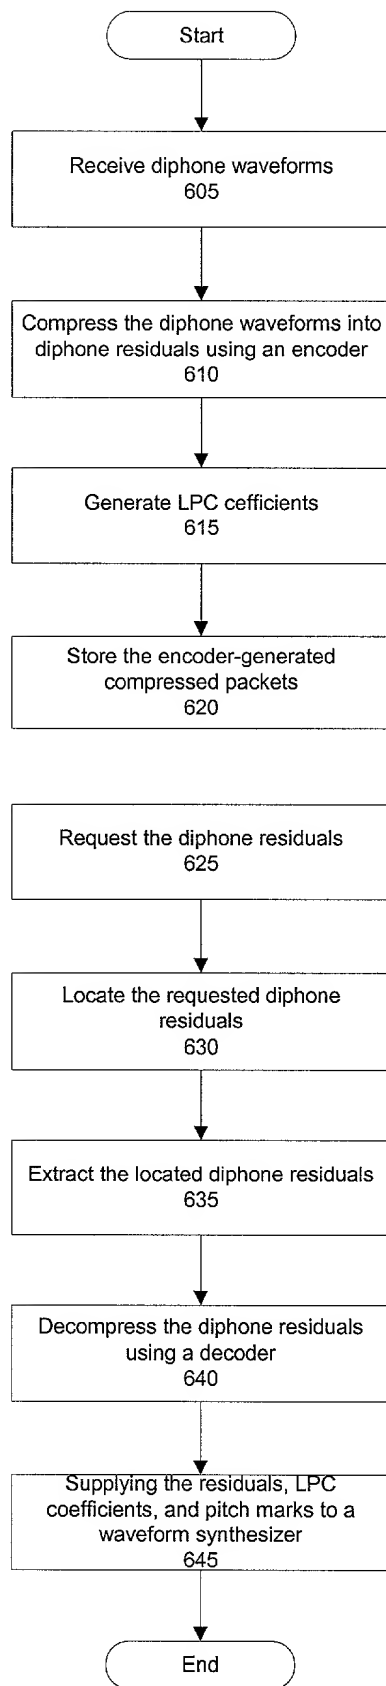 Start
Receive diphone waveforms
605
Compress the diphone waveforms into
diphone residuals using an encoder
610
Generate LPC cefficients
615
Store the encoder-generated
compressed packets
620
Request the diphone residuals
625
Locate the requested diphone
residuals
630
Extract the located diphone residuals
635
Decompress the diphone residuals
using a decoder
640
Supplying the residuals, LPC
coefficients, and pitch marks to a
waveform synthesizer
645
End